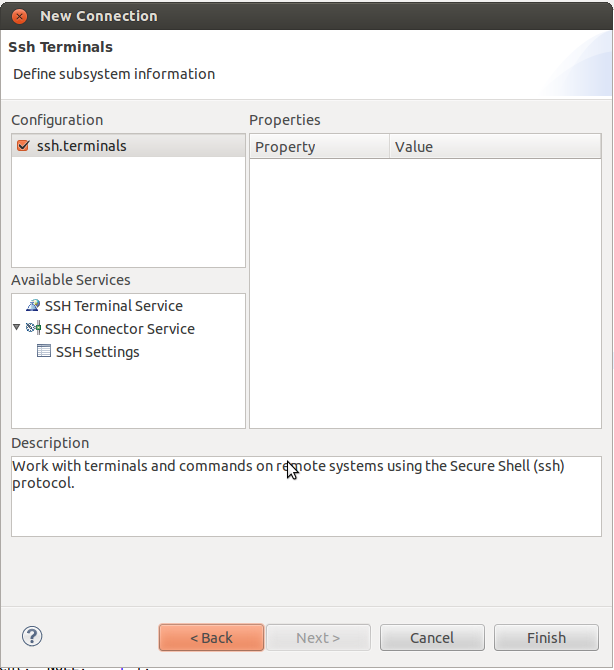 New Connection
Ssh Terminals
Define subsystem information
Configuration
Properties
ssh.terminals
Property
Value
Available Services
SSH Terminal Service
SSH Connector Service
SSH Settings
Description
Work with terminals and commands on remote systems using the Secure Shell (ssh)
protocol.
?
< Back
Next >
Cancel
Finish